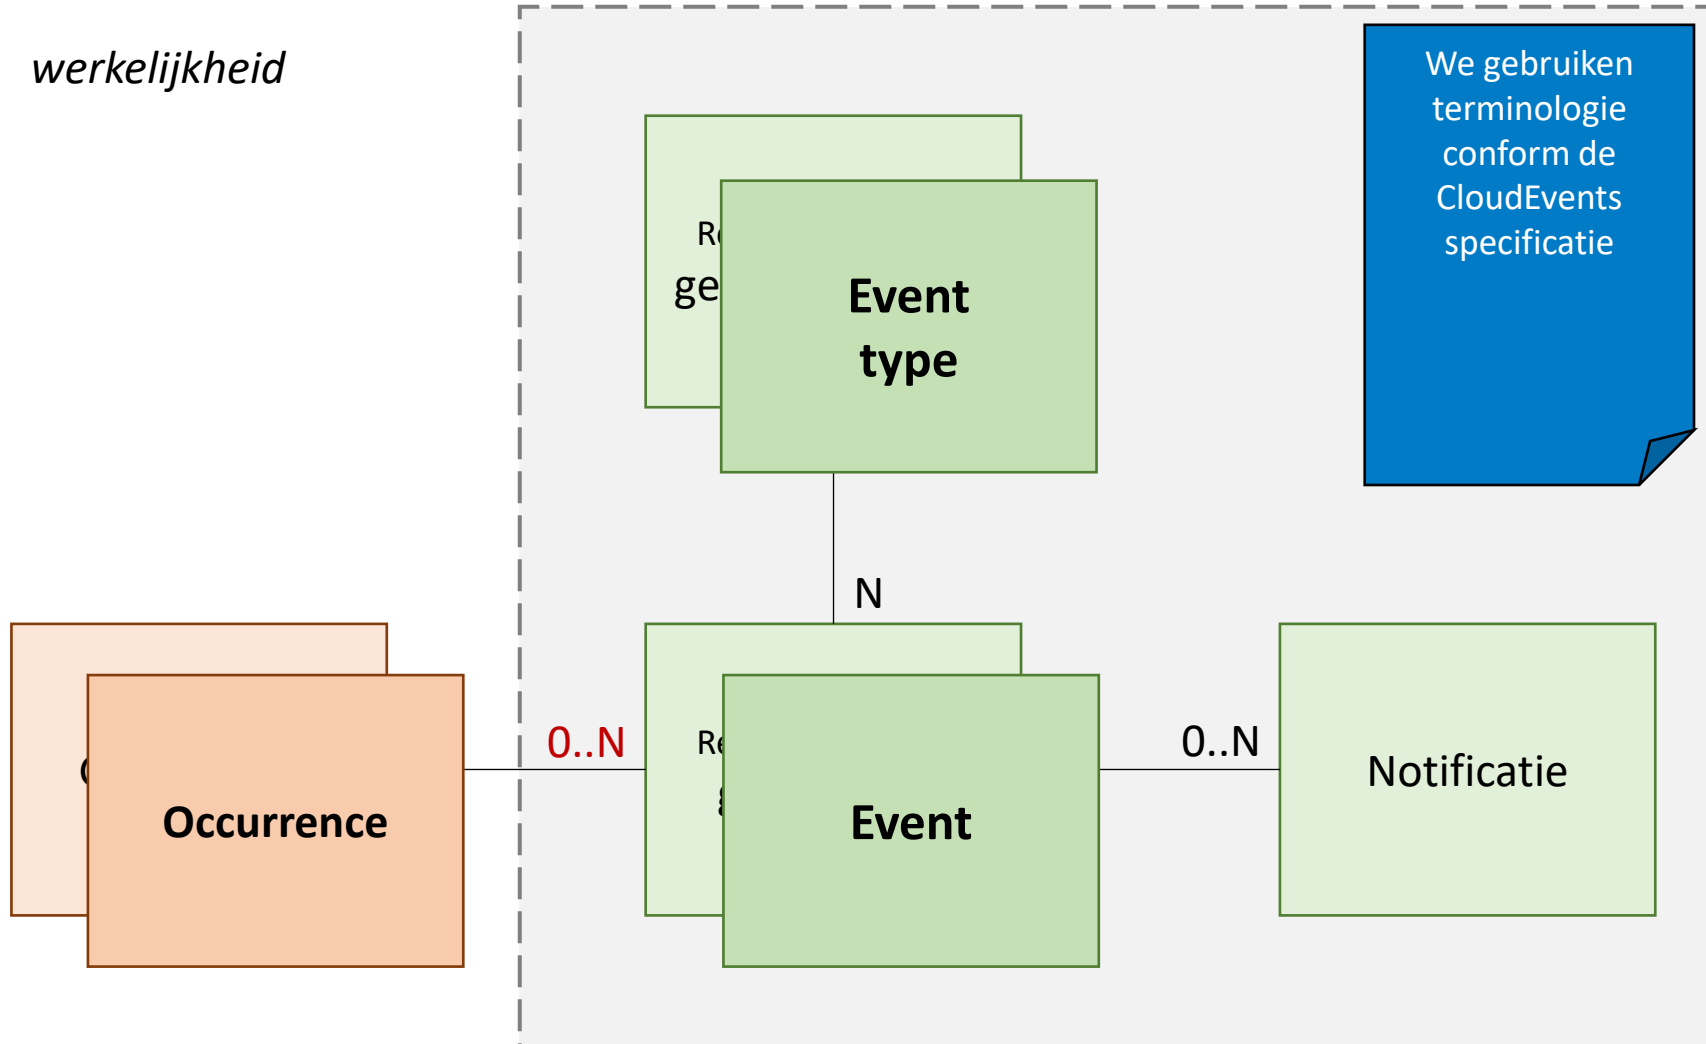 werkelijkheid
We gebruiken
terminologie
conform de
CloudEvents
specificatie
Event
type
N
0..N
0..N
Occurrence
Event
Notificatie